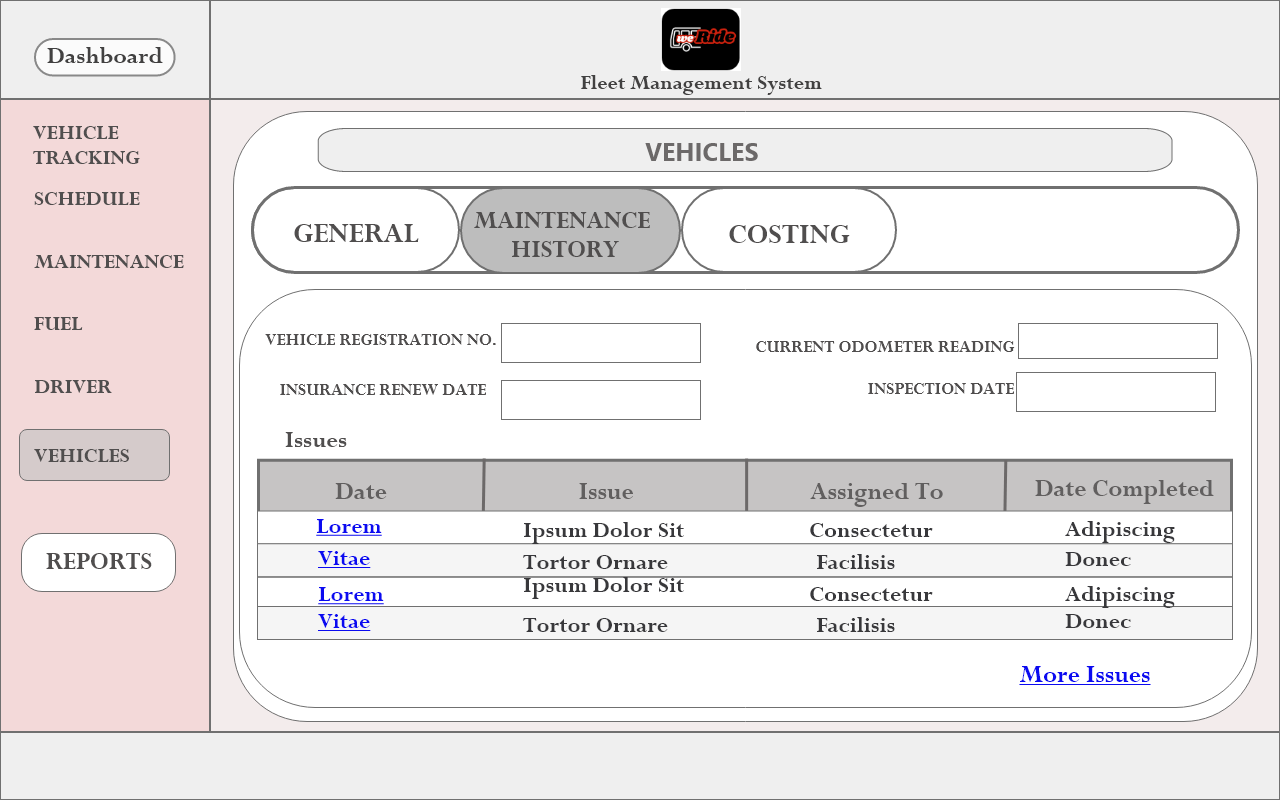 Dashboard
we Ride
Fleet Management System
VEHICLE
TRACKING
SCHEDULE
MAINTENANCE
FUEL
DRIVER
VEHICLES
REPORTS
VEHICLES
GENERAL
MAINTENANCE
HISTORY
COSTING
VEHICLE REGISTRATION NO.
CURRENT ODOMETER READING
INSURANCE RENEW DATE
INSPECTION DATE
Issues
Date Issue Assigned To Date Completed
Lorem Ipsum Dolor Sit Consectetur Adipiscing
Vitae Tortor Ornare Facilisis Donec
Lorem Ipsum Dolor Sit Consectetur Adipiscing
Vitae Tortor Ornare Facilisis Donec
More Issues